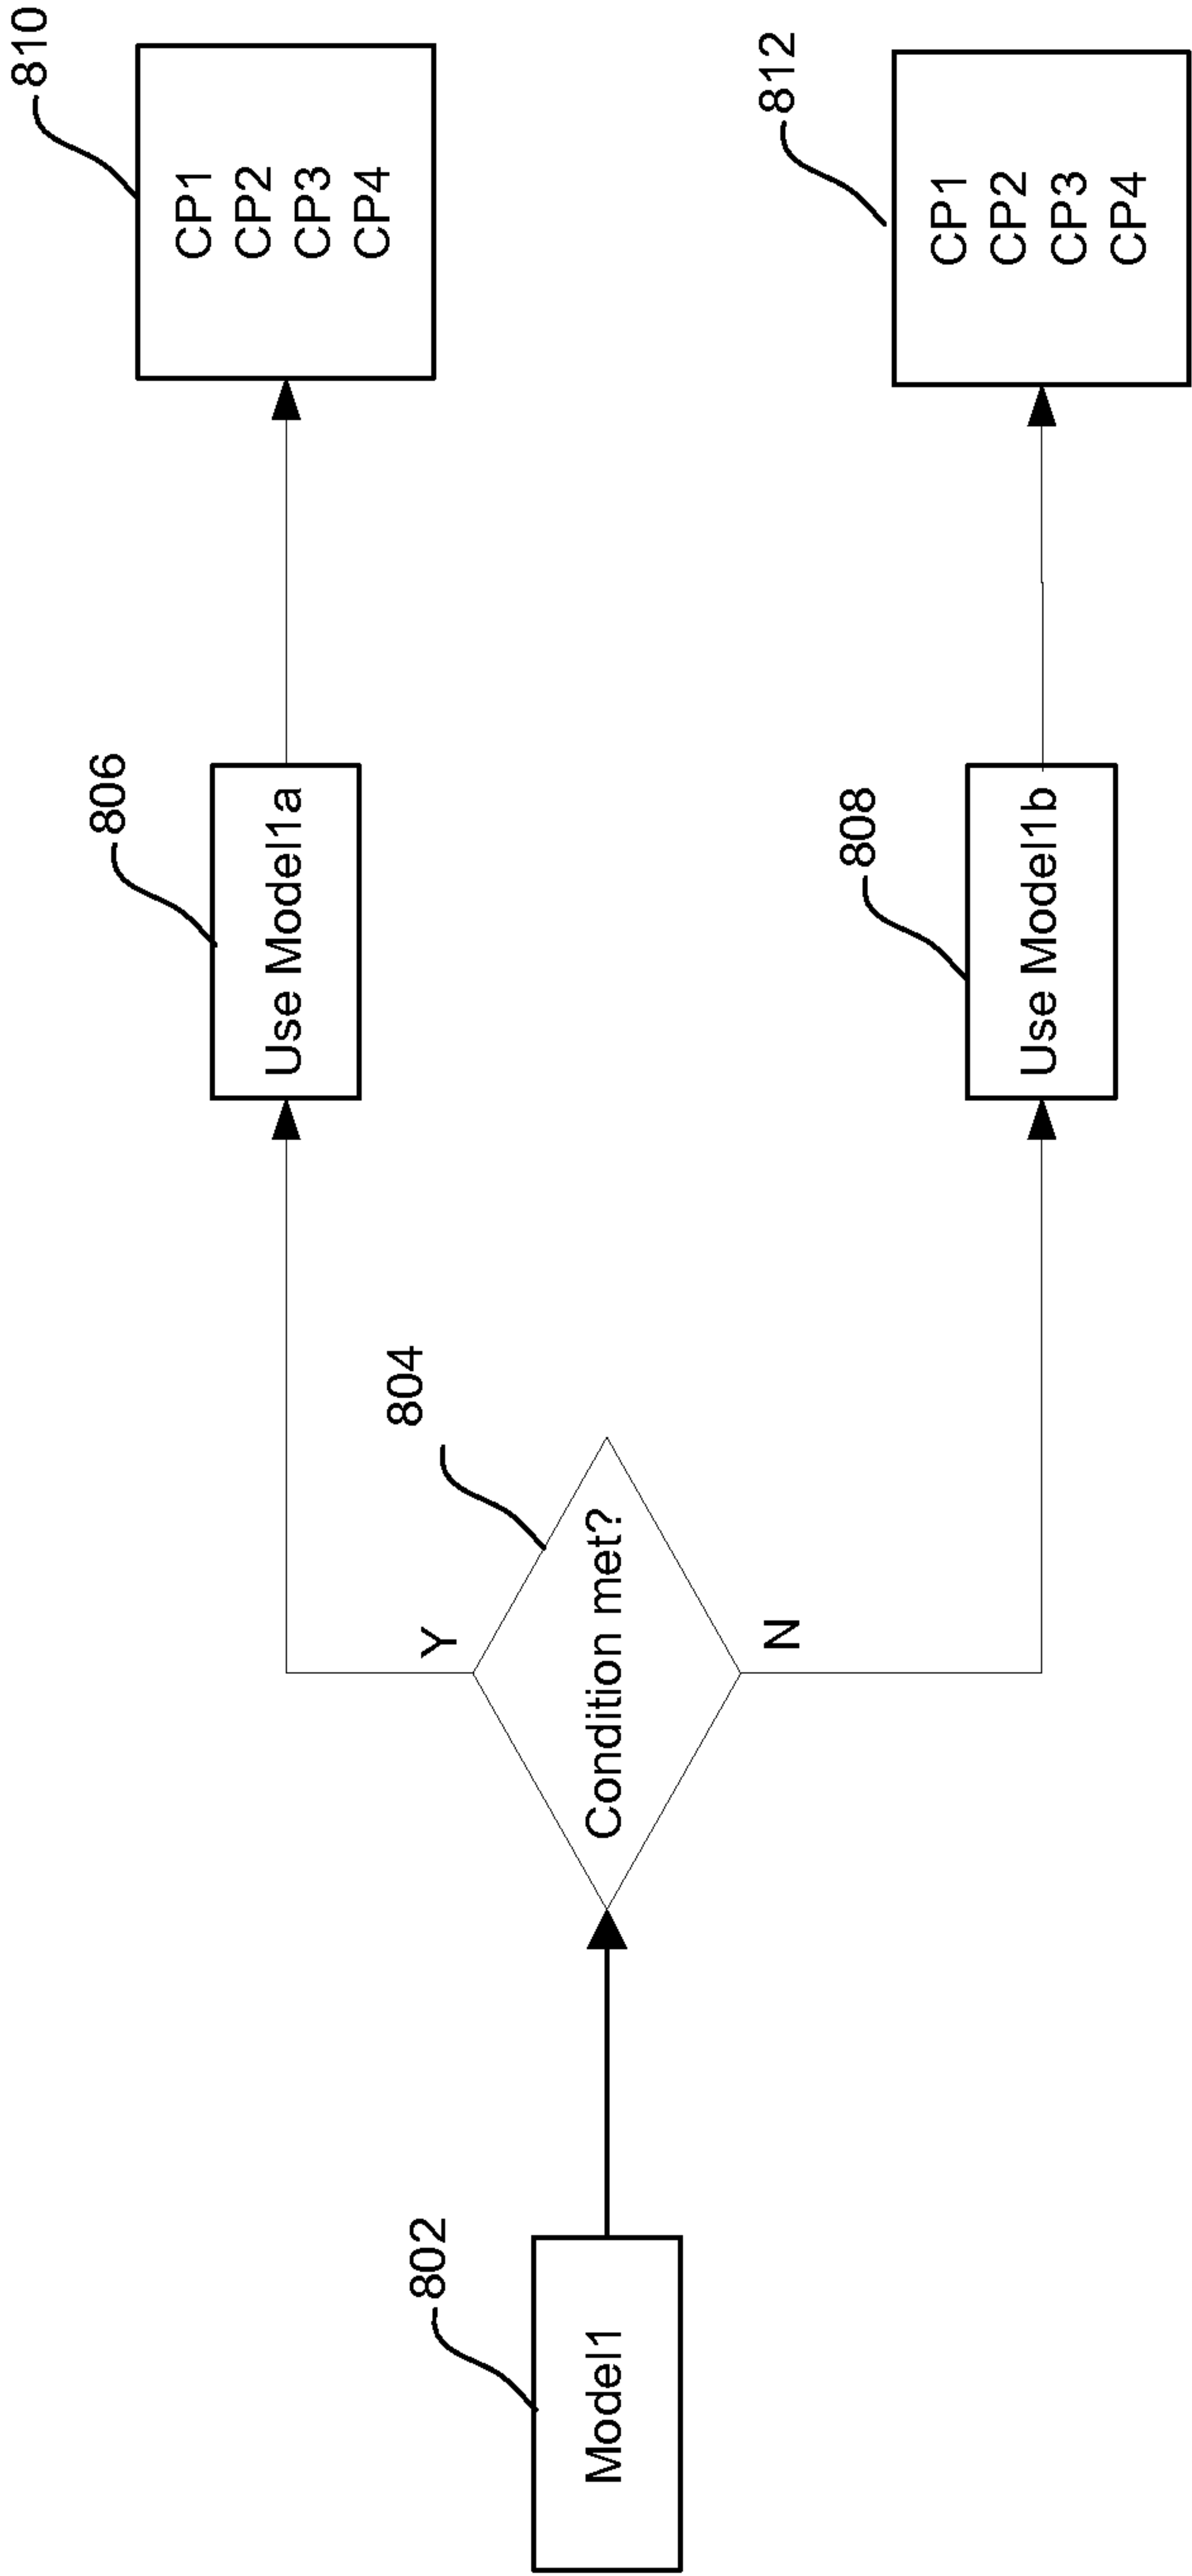 802
Model1
804
Condition met?
Y
N
806
Use Model1a
808
Use Model1b
810
CP1
CP2
CP3
CP4
812
CP1
CP2
CP3
CP4